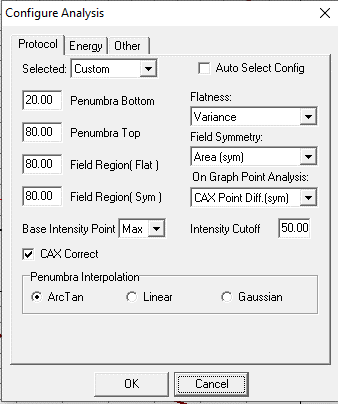 Configure Analysis
Protocol Energy Other
Selected: Custom Auto Select Config
20.00 Penumbra Bottom
Flatness:
Variance
80.00 Penumbra Top
Field Symmetry:
Area (sym)
80.00 Field Region( Flat )
On Graph Point Analysis:
80.00 Field Region( Sym )
CAX Point Diff.(sym)
Base Intensity Point Max Intensity Cutoff 50.00
CAX Correct
Penumbra Interpolation
ArcTan Linear Gaussian
OK Cancel